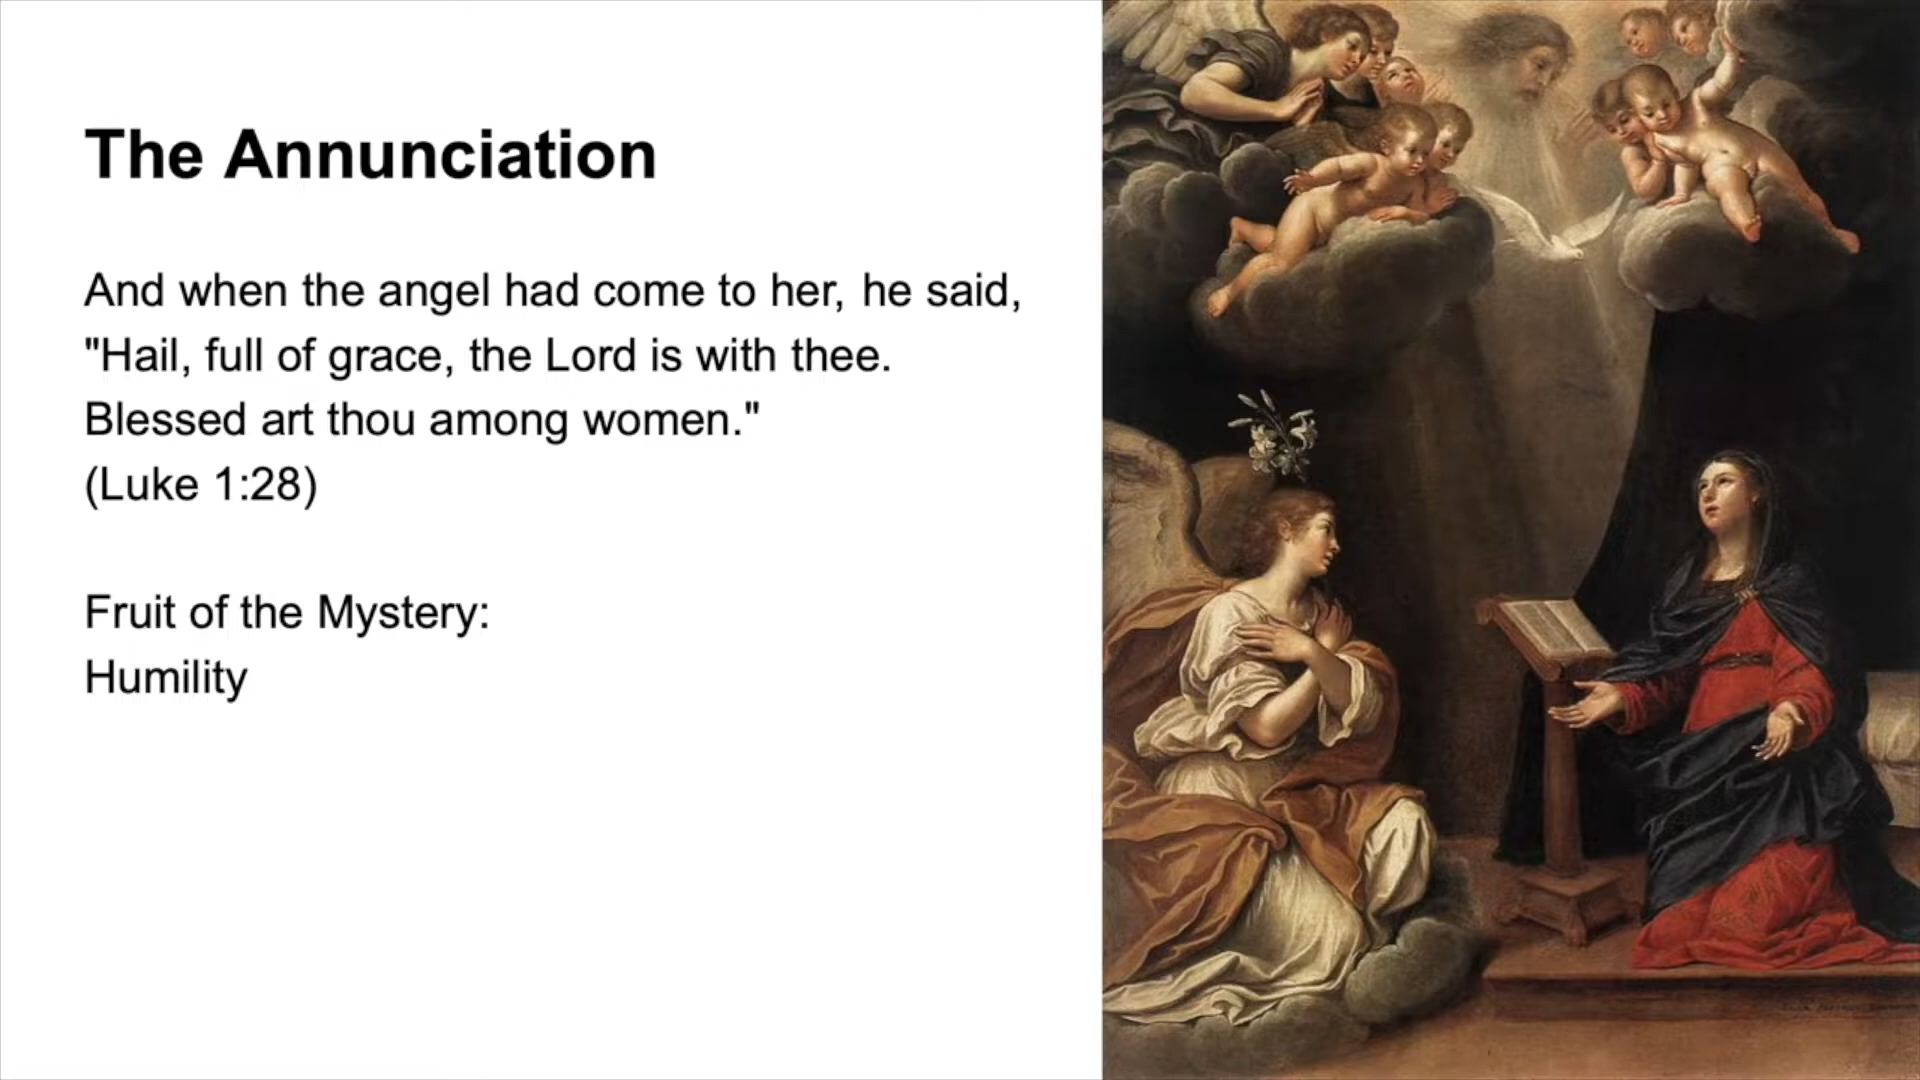 The Annunciation
And when the angel had come to her, he said,
"Hail, full of grace, the Lord is with thee.
Blessed art thou among women."
(Luke 1:28)
Fruit of the Mystery:
Humility